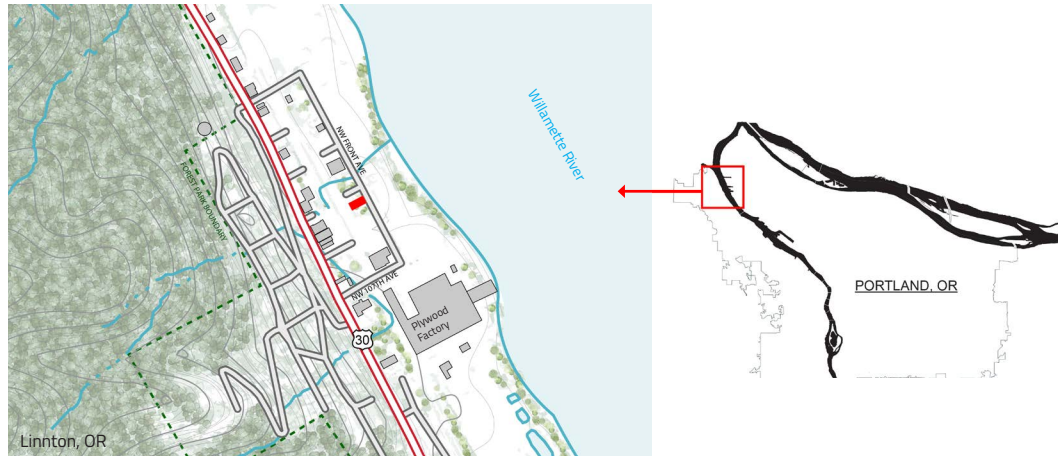 Willamette River
NW FRONT AVE
FOREST PARK BOUNDARY
NW 107TH AVE
Plywood
Factory
30
Linnton, OR
PORTLAND, OR